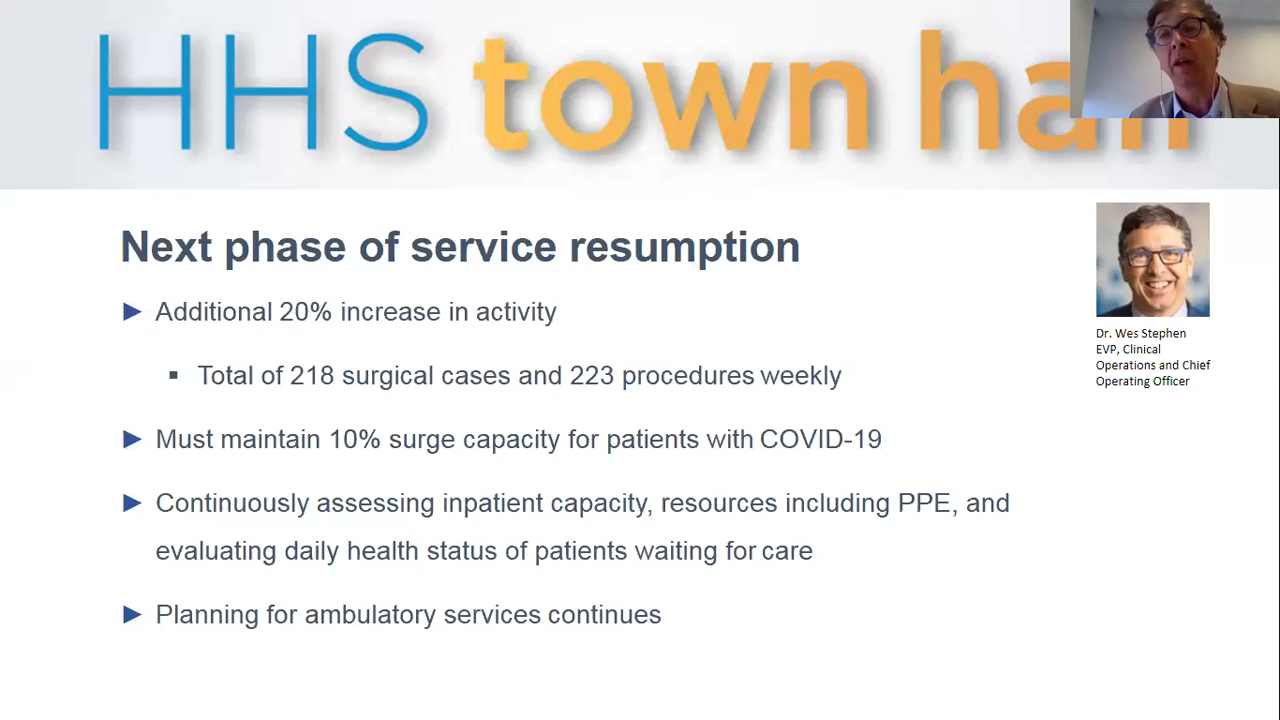 HHS town hall
Next phase of service resumption
► Additional 20% increase in activity
▪ Total of 218 surgical cases and 223 procedures weekly
► Must maintain 10% surge capacity for patients with COVID-19
► Continuously assessing inpatient capacity, resources including PPE, and
evaluating daily health status of patients waiting for care
► Planning for ambulatory services continues
Dr. Wes Stephen
EVP, Clinical
Operations and Chief
Operating Officer